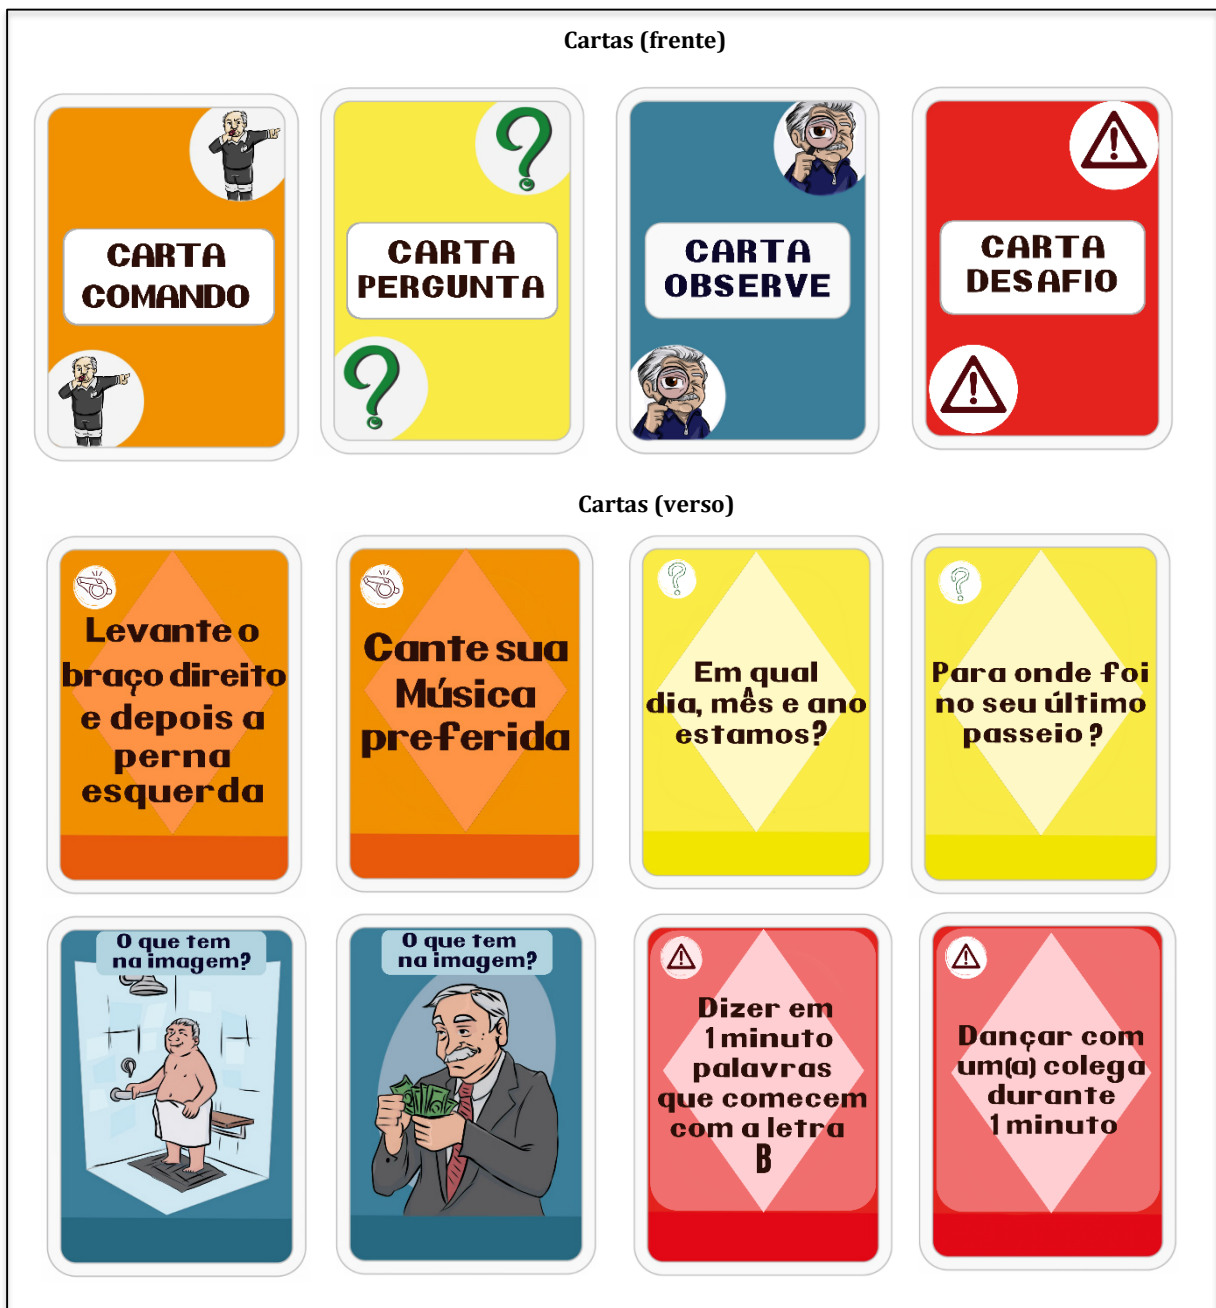 Cartas (frente)
CARTA
COMANDO
CARTA
PERGUNTA
CARTA
OBSERVE
CARTA
DESAFIO
Cartas (verso)
Levante o
braço direito
e depois a
perna
esquerda
Cante sua
Música
preferida
Em qual
dia, mês e ano
estamos?
Para onde foi
no seu último
passeio?
O que tem
na imagem?
O que tem
na imagem?
Dizer em
1 minuto
palavras
que comecem
com a letra
B
Dançar com
um(a) colega
durante
1 minuto